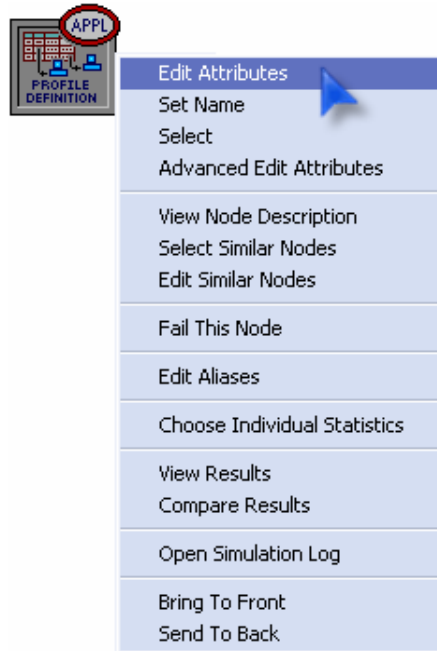 APPL
PROFILE
DEFINITION
Edit Attributes
Set Name
Select
Advanced Edit Attributes
View Node Description
Select Similar Nodes
Edit Similar Nodes
Fail This Node
Edit Aliases
Choose Individual Statistics
View Results
Compare Results
Open Simulation Log
Bring To Front
Send To Back